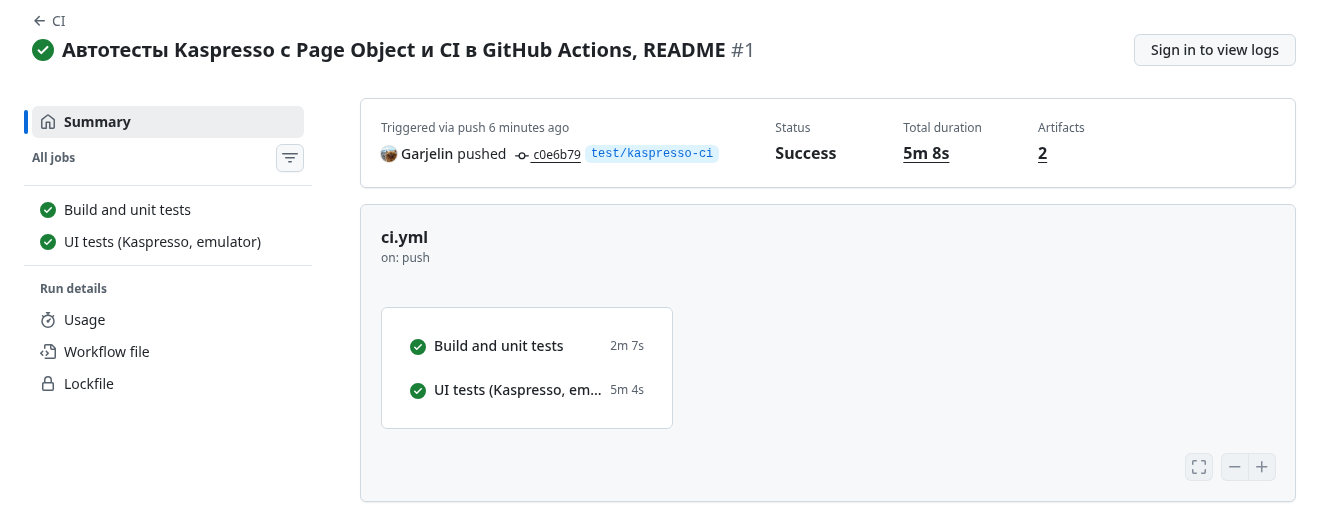 CI
Автотесты Kaspresso с Page Object и CI в GitHub Actions, README #1
Sign in to view logs
Summary
All jobs
Build and unit tests
UI tests (Kaspresso, emulator)
Run details
Usage
Workflow file
Lockfile
Triggered via push 6 minutes ago
Garjelin pushed c0e6b79 test/kaspresso-ci
Status
Success
Total duration
5m 8s
Artifacts
2
ci.yml
on: push
Build and unit tests 2m 7s
UI tests (Kaspresso, em... 5m 4s